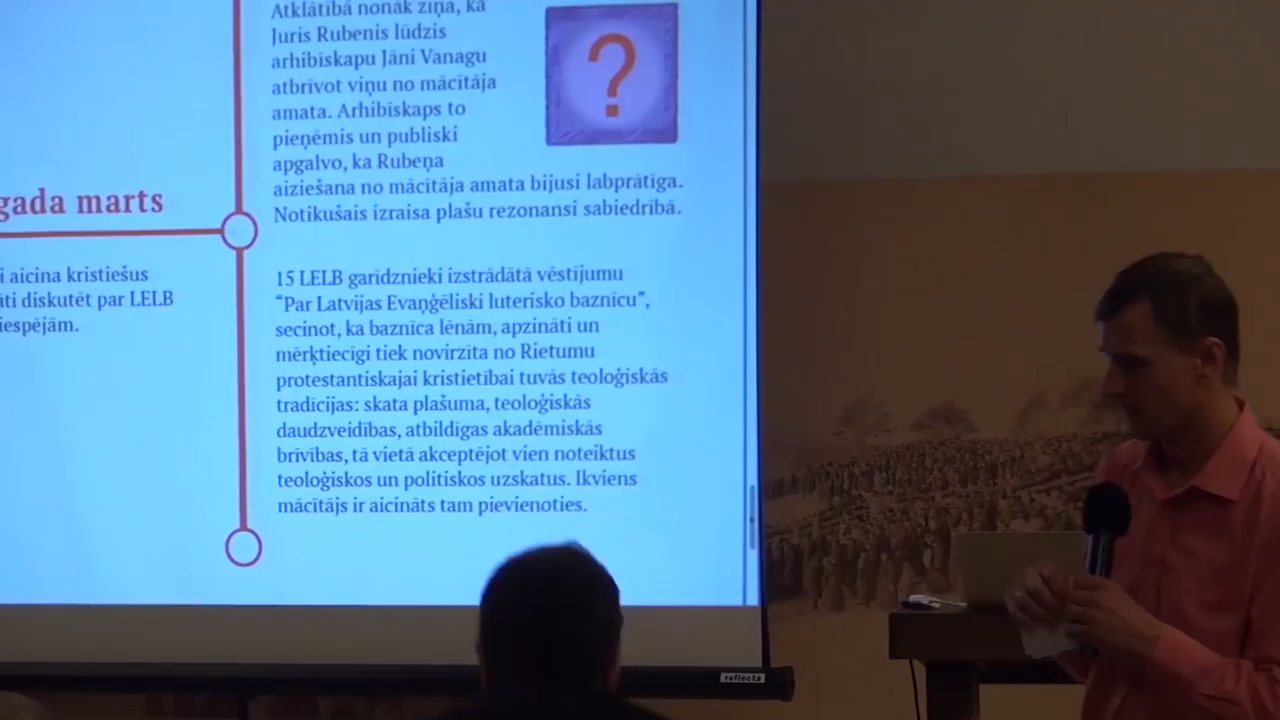 Atklātībā nonāk ziņa, ka
Juris Rubenis lūdzis
arhibīskapu Jāni Vanagu
atbrīvot viņu no mācītāja
amata. Arhibīskaps to
pieņēmis un publiski
apgalvo, ka Rubeņa
aiziešana no mācītāja amata bijusi labprātīga.
Notikušais izraisa plašu rezonansi sabiedrībā.
?
gada marts
i aicina kristiešus
āti diskutēt par LELB
iespējām.
15 LELB garīdznieki izstrādātā vēstījumu
“Par Latvijas Evaņģēliski luterisko baznīcu”,
secinot, ka baznīca lēnām, apzināti un
mērķtiecīgi tiek novirzīta no Rietumu
protestantiskajai kristietībai tuvās teoloģiskās
tradīcijas: skata plašuma, teoloģiskās
daudzveidības, atbildīgas akadēmiskās
brīvības, tā vietā akceptējot vien noteiktus
teoloģiskos un politiskos uzskatus. Ikviens
mācītājs ir aicināts tam pievienoties.
reflecta